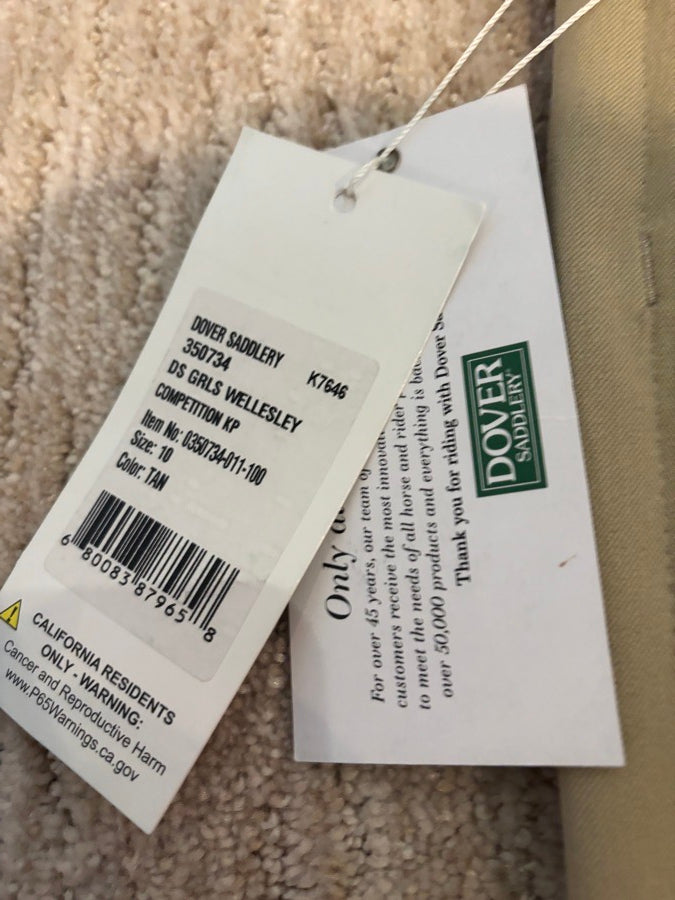 DOVER SADDLERY
350734 K7646
DS GRLS WELLESLEY
COMPETITION KP
Item No: 0350734-011-100
Size: 10
Color: TAN
6 80083 87965 8
CALIFORNIA RESIDENTS
ONLY - WARNING:
Cancer and Reproductive Harm
www.P65Warnings.ca.gov
Only
For over 45 years, our team of
customers receive the most
to meet the needs of all horse and rider
over 50,000 products and everything is
Thank you for riding with Dover
DOVER
SADDLERY®